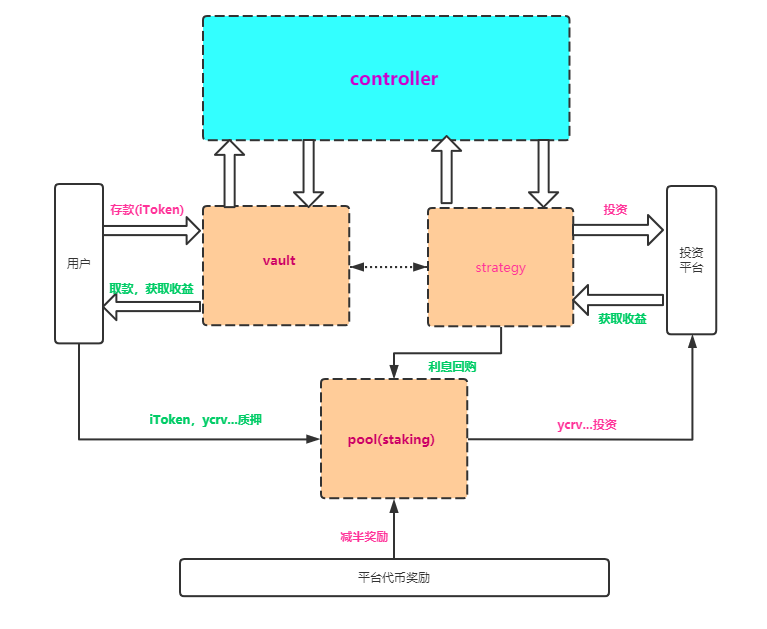 controller
存款(iToken)
投资
用户
vault
strategy
投资
平台
取款，获取收益
获取收益
利息回购
iToken，ycrv...质押
pool(staking)
ycrv...投资
减半奖励
平台代币奖励